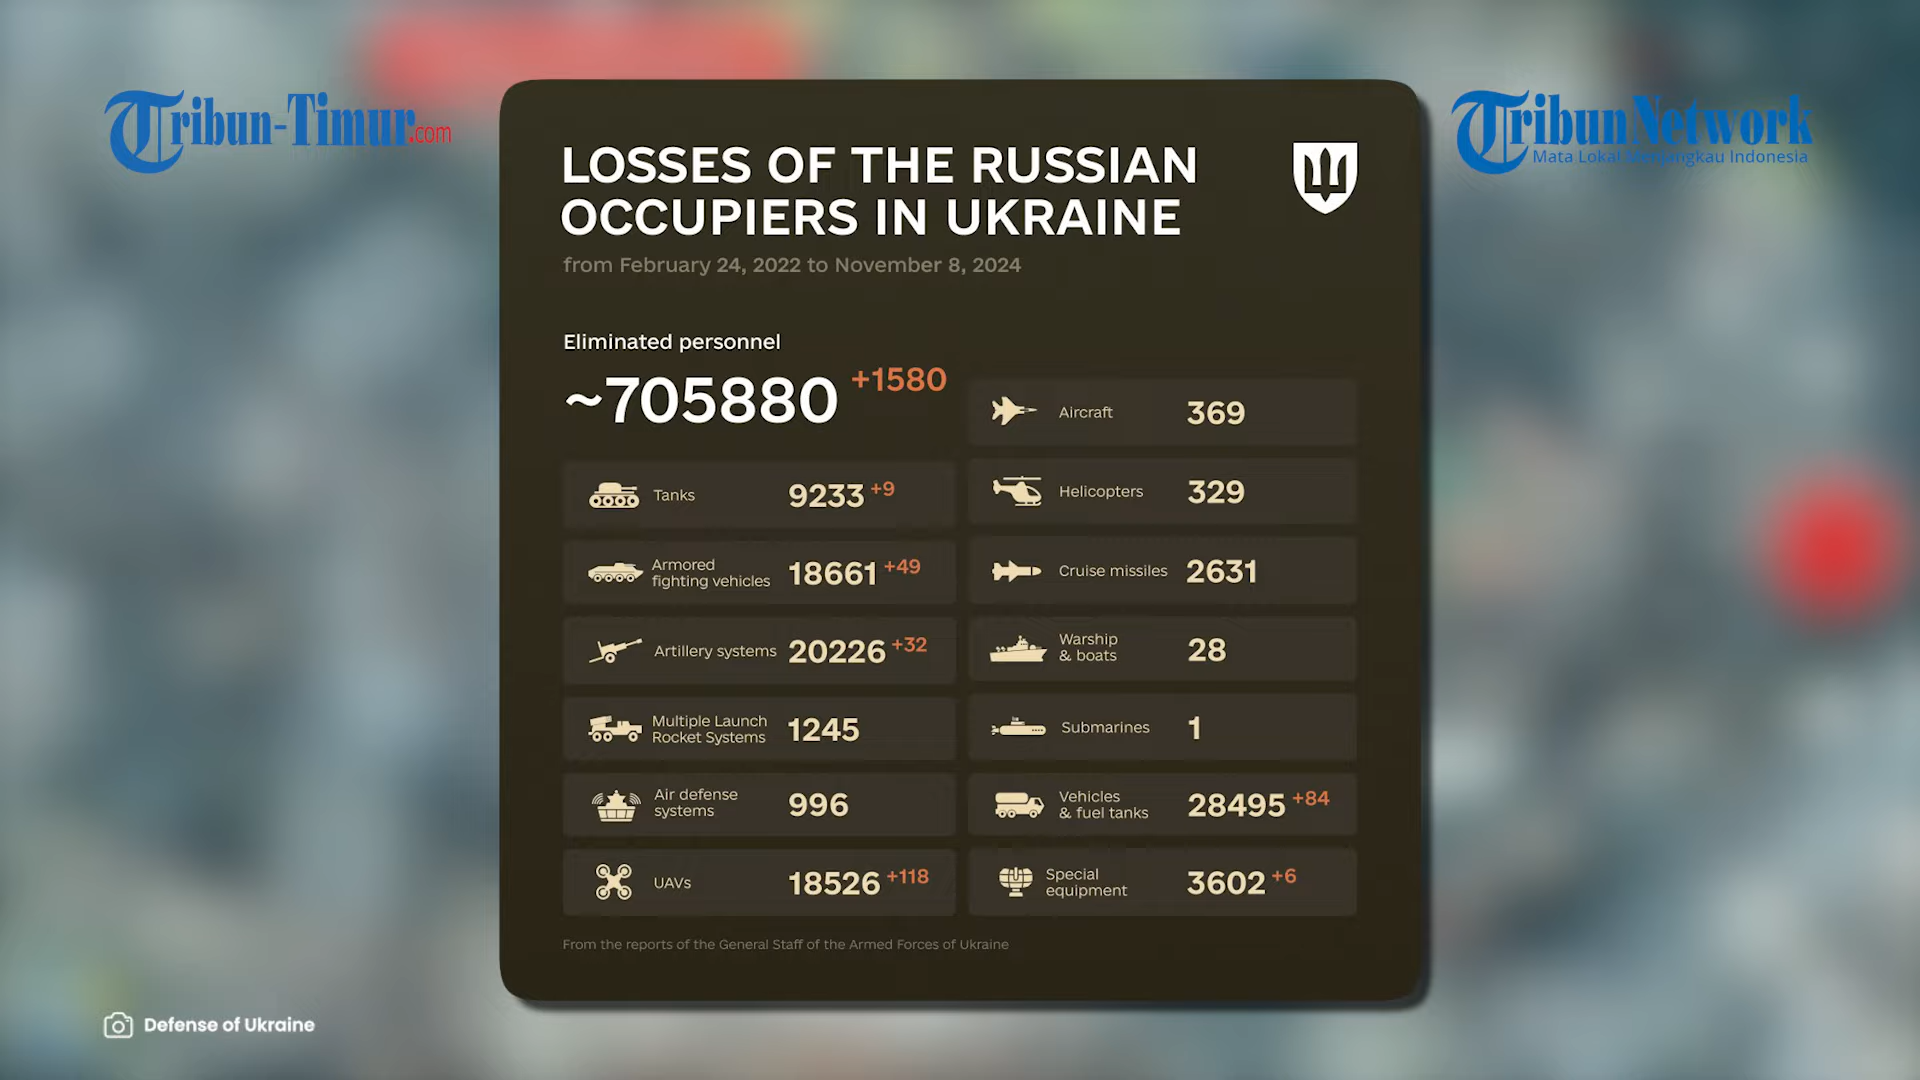 Tribun-Timur.com
TribunNetwork
Mata Lokal Menjangkau Indonesia
LOSSES OF THE RUSSIAN
OCCUPIERS IN UKRAINE
from February 24, 2022 to November 8, 2024
Eliminated personnel
~705880 +1580
Tanks 9233 +9
Armored
fighting vehicles 18661 +49
Artillery systems 20226 +32
Multiple Launch
Rocket Systems 1245
Air defense
systems 996
UAVs 18526 +118
Aircraft 369
Helicopters 329
Cruise missiles 2631
Warship
& boats 28
Submarines 1
Vehicles
& fuel tanks 28495 +84
Special
equipment 3602 +6
From the reports of the General Staff of the Armed Forces of Ukraine
Defense of Ukraine